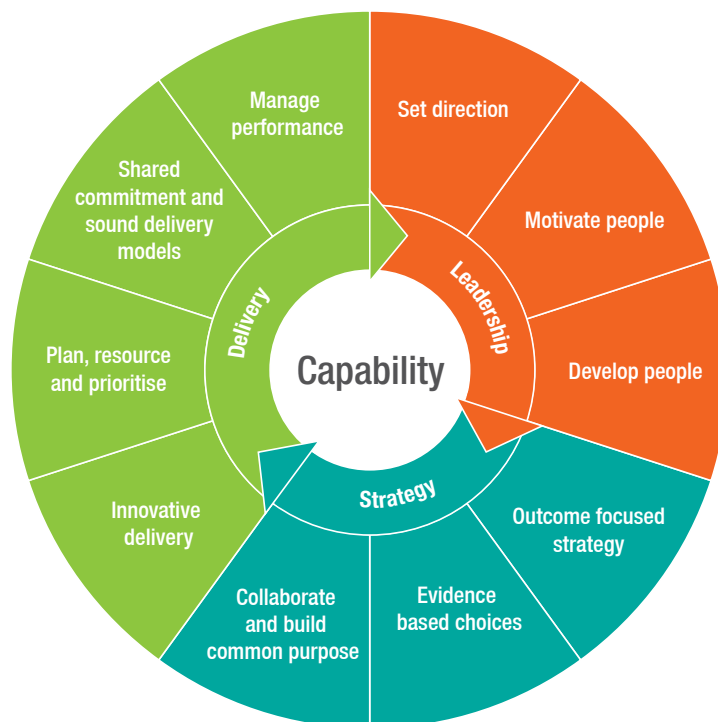 Capability
Leadership
Strategy
Delivery
Set direction
Motivate people
Develop people
Outcome focused
strategy
Evidence
based choices
Collaborate
and build
common purpose
Innovative
delivery
Plan, resource
and prioritise
Shared
commitment and
sound delivery
models
Manage
performance